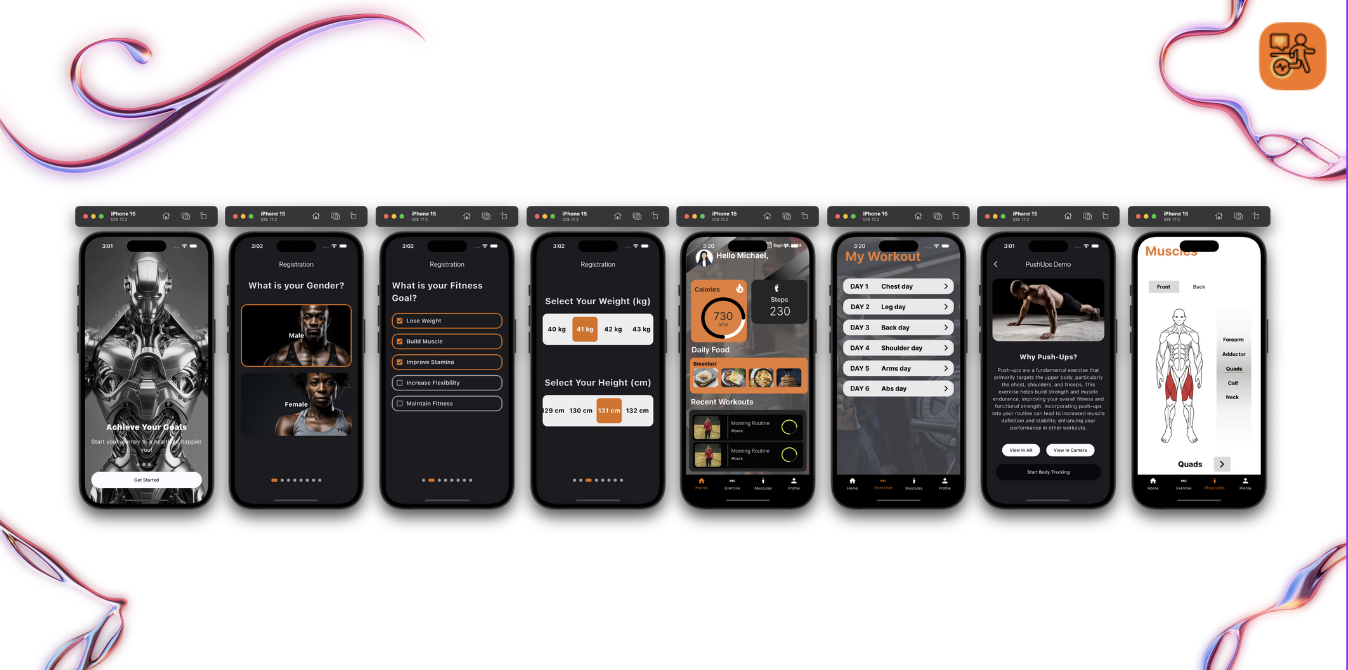 iPhone 15
iOS 17.2
3:01
Achieve Your Goals
Start your journey to a healthier, happier
you!
Get Started
iPhone 15
iOS 17.2
3:02
Registration
What is your Gender?
Male
Female
iPhone 15
iOS 17.2
3:02
Registration
What is your Fitness
Goal?
Lose Weight
Build Muscle
Improve Stamina
Increase Flexibility
Maintain Fitness
iPhone 15
iOS 17.2
3:02
Registration
Select Your Weight (kg)
40 kg 41 kg 42 kg 43 kg
Select Your Height (cm)
129 cm 130 cm 131 cm 132 cm
iPhone 15
iOS 17.2
3:20
Hello Michael,
Calories
730
kCal
Steps
230
Daily Food
Breakfast
Recent Workouts
Morning Routine
Hours
Morning Routine
Hours
Home Exercise Muscules Profile
iPhone 15
iOS 17.2
3:20
My Workout
DAY 1 Chest day
DAY 2 Leg day
DAY 3 Back day
DAY 4 Shoulder day
DAY 5 Arms day
DAY 6 Abs day
Home Exercise Muscules Profile
iPhone 15
iOS 17.2
3:01
PushUps Demo
Why Push-Ups?
Push-ups are a fundamental exercise that
primarily targets the upper body, particularly
the chest, shoulders, and triceps. This
exercise helps build strength and muscle
endurance, improving your overall fitness and
functional strength. Incorporating push-ups
into your routine can lead to increased muscle
definition and stability, enhancing your
performance in other workouts.
View in AR View in Camera
Start Body Tracking
iPhone 15
iOS 17.2
Muscles
Front Back
Forearm
Adductor
Quads
Calf
Neck
Quads
Home Exercise Muscules Profile